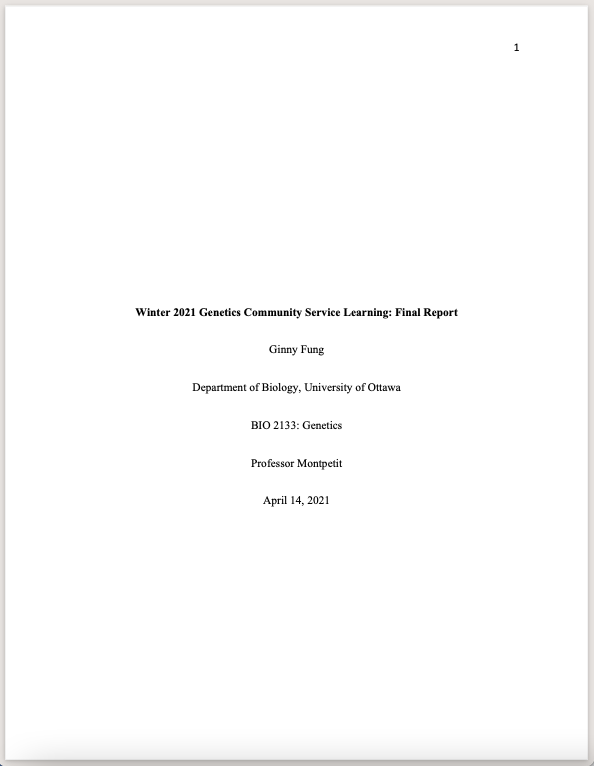 1
Winter 2021 Genetics Community Service Learning: Final Report
Ginny Fung
Department of Biology, University of Ottawa
BIO 2133: Genetics
Professor Montpetit
April 14, 2021